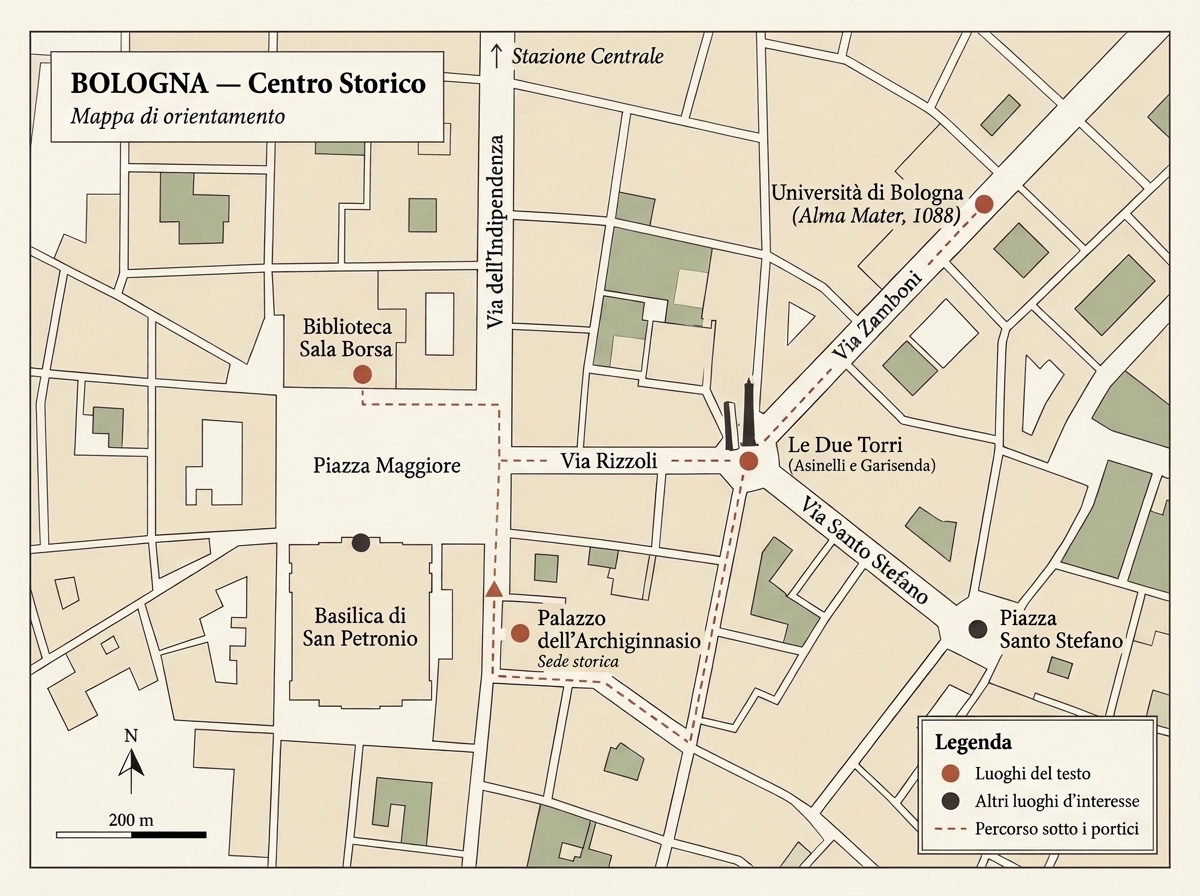 BOLOGNA — Centro Storico
Mappa di orientamento
↑ Stazione Centrale
Via dell'Indipendenza
Università di Bologna
(Alma Mater, 1088)
Via Zamboni
Biblioteca
Sala Borsa
Piazza Maggiore
Via Rizzoli
Le Due Torri
(Asinelli e Garisenda)
Via Santo Stefano
Basilica di
San Petronio
Palazzo
dell'Archiginnasio
Sede storica
Piazza
Santo Stefano
N
200 m
Legenda
Luoghi del testo
Altri luoghi d'interesse
Percorso sotto i portici